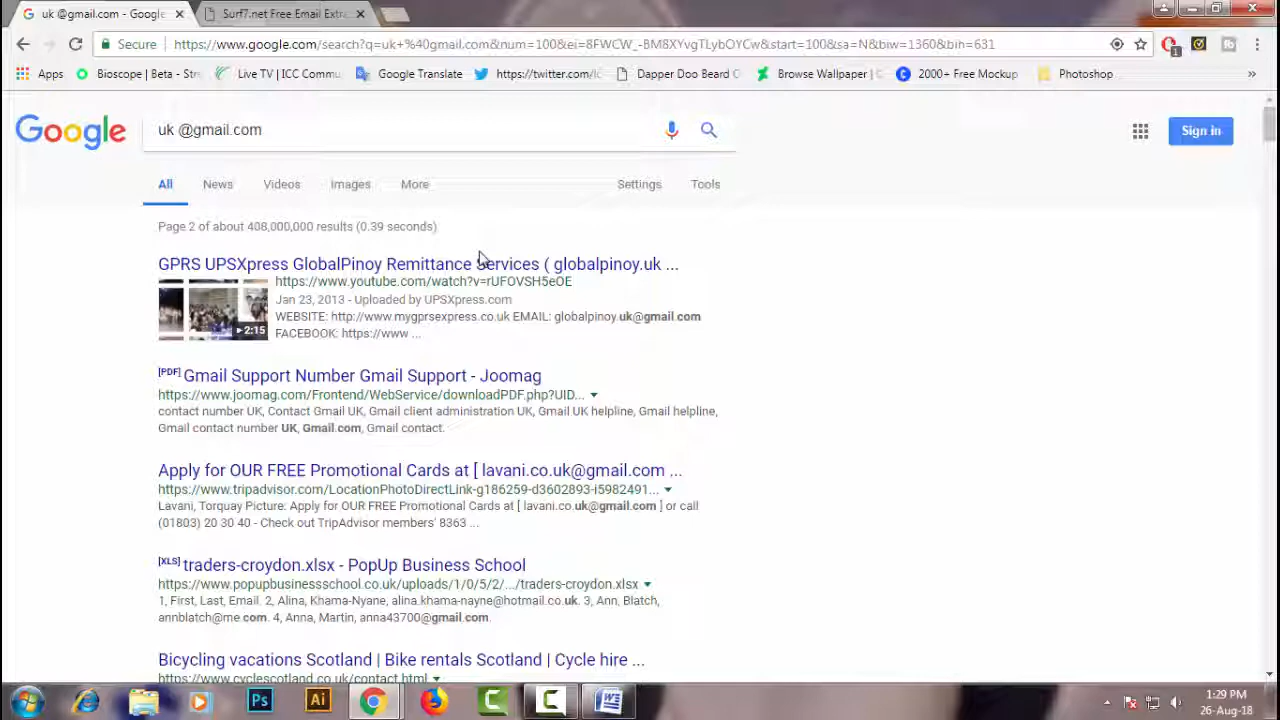 uk @gmail.com - Google
Surf7.net Free Email Extra
Secure
https://www.google.com/search?q=uk+%40gmail.com&num=100&ei=8FWCW_-BM8XYvgTLybOYCw&start=100&sa=N&biw=1360&bih=631
1
Apps
Bioscope | Beta - Stre
Live TV | ICC Commu
Google Translate
https://twitter.com/
Dapper Doo Beard O
Browse Wallpaper | 
2000+ Free Mockup
Photoshop
»
Google
uk @gmail.com
Sign in
All
News
Videos
Images
More
Settings
Tools
Page 2 of about 408,000,000 results (0.39 seconds)
GPRS UPSXpress GlobalPinoy Remittance Services ( globalpinoy.uk ...
https://www.youtube.com/watch?v=rUFOVSH5eOE
Jan 23, 2013 - Uploaded by UPSXpress.com
2:15
WEBSITE: http://www.mygprsexpress.co.uk EMAIL: globalpinoy.uk@gmail.com
FACEBOOK: https://www ...
[PDF] Gmail Support Number Gmail Support - Joomag
https://www.joomag.com/Frontend/WebService/downloadPDF.php?UID...
contact number UK, Contact Gmail UK, Gmail client administration UK, Gmail UK helpline, Gmail helpline,
Gmail contact number UK, Gmail.com, Gmail contact.
Apply for OUR FREE Promotional Cards at [ lavani.co.uk@gmail.com ...
https://www.tripadvisor.com/LocationPhotoDirectLink-g186259-d3602893-i5982491...
Lavani, Torquay Picture: Apply for OUR FREE Promotional Cards at [ lavani.co.uk@gmail.com ] or call
(01803) 20 30 40 - Check out TripAdvisor members' 8363 ...
[XLS] traders-croydon.xlsx - PopUp Business School
https://www.popupbusinessschool.co.uk/uploads/1/0/5/2/.../traders-croydon.xlsx
1, First, Last, Email. 2, Alina, Khama-Nyane, alina.khama-nayne@hotmail.co.uk. 3, Ann, Blatch,
annblatch@me.com. 4, Anna, Martin, anna43700@gmail.com.
Bicycling vacations Scotland | Bike rentals Scotland | Cycle hire ...
https://www.cyclescotland.co.uk/contact.html
Ps
Ai
1:29 PM
26-Aug-18